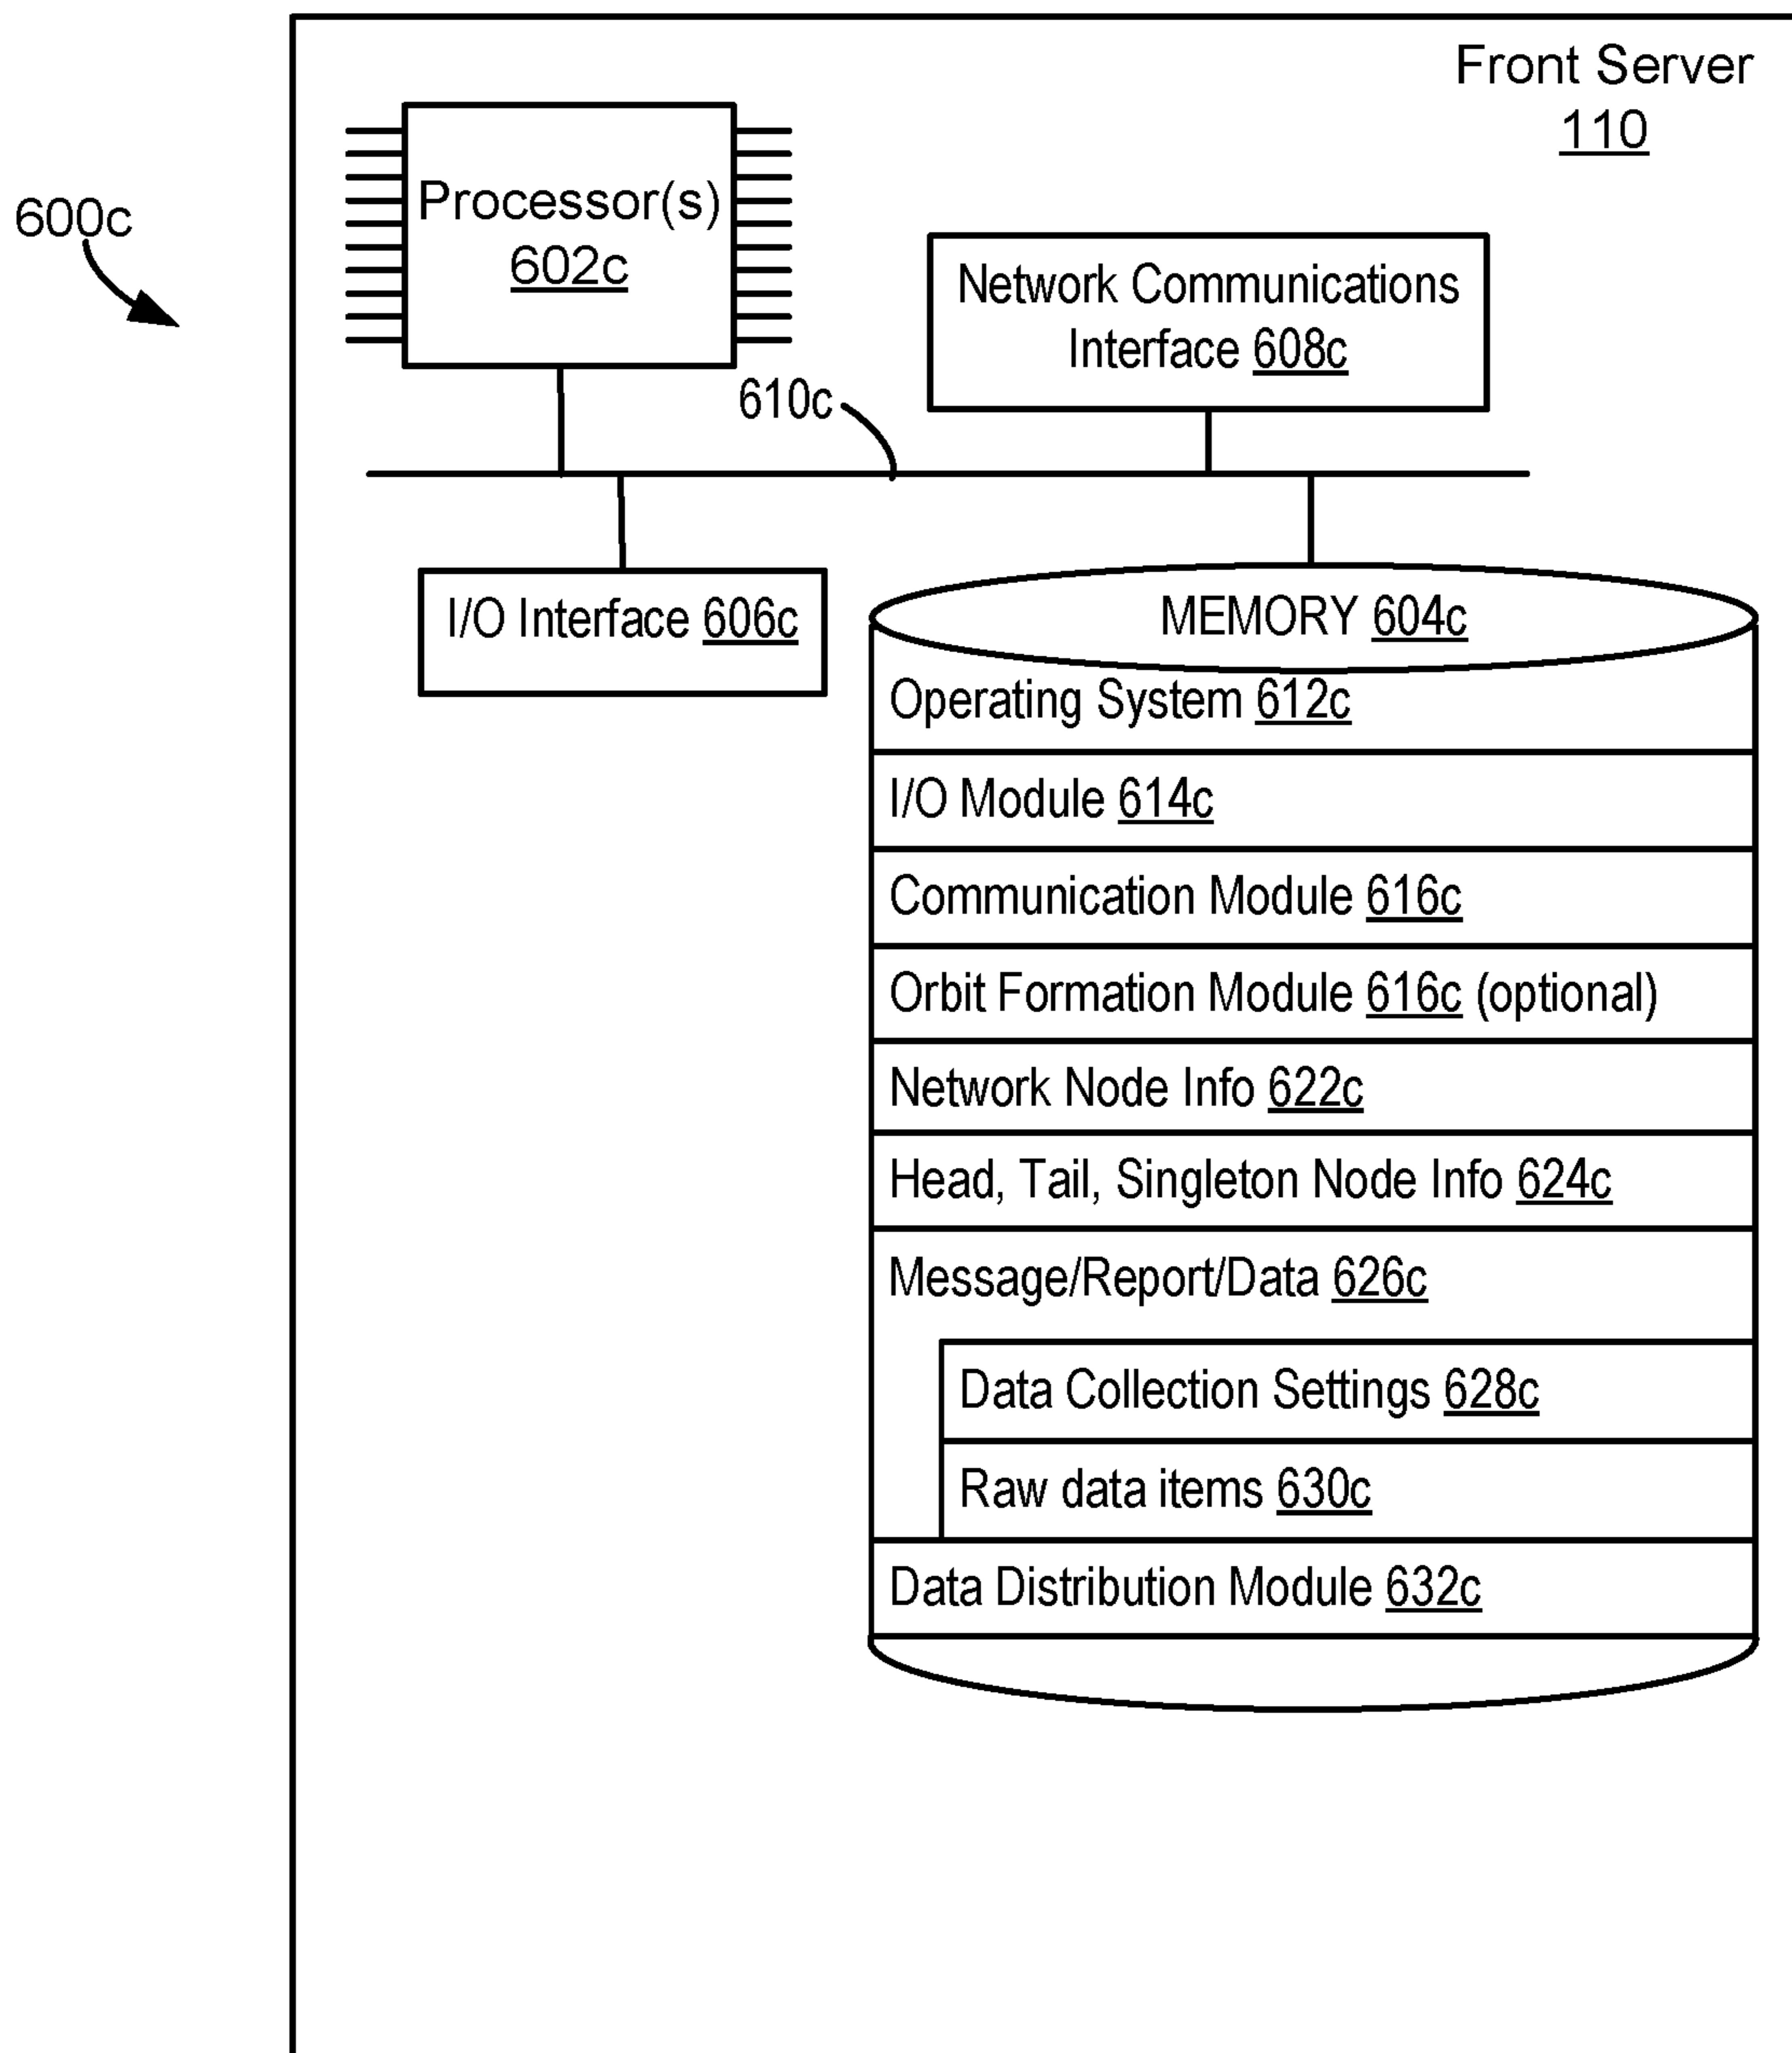 Front Server
110
600c
Processor(s)
602c
Network Communications
Interface 608c
610c
I/O Interface 606c
MEMORY 604c
Operating System 612c
I/O Module 614c
Communication Module 616c
Orbit Formation Module 616c (optional)
Network Node Info 622c
Head, Tail, Singleton Node Info 624c
Message/Report/Data 626c
Data Collection Settings 628c
Raw data items 630c
Data Distribution Module 632c